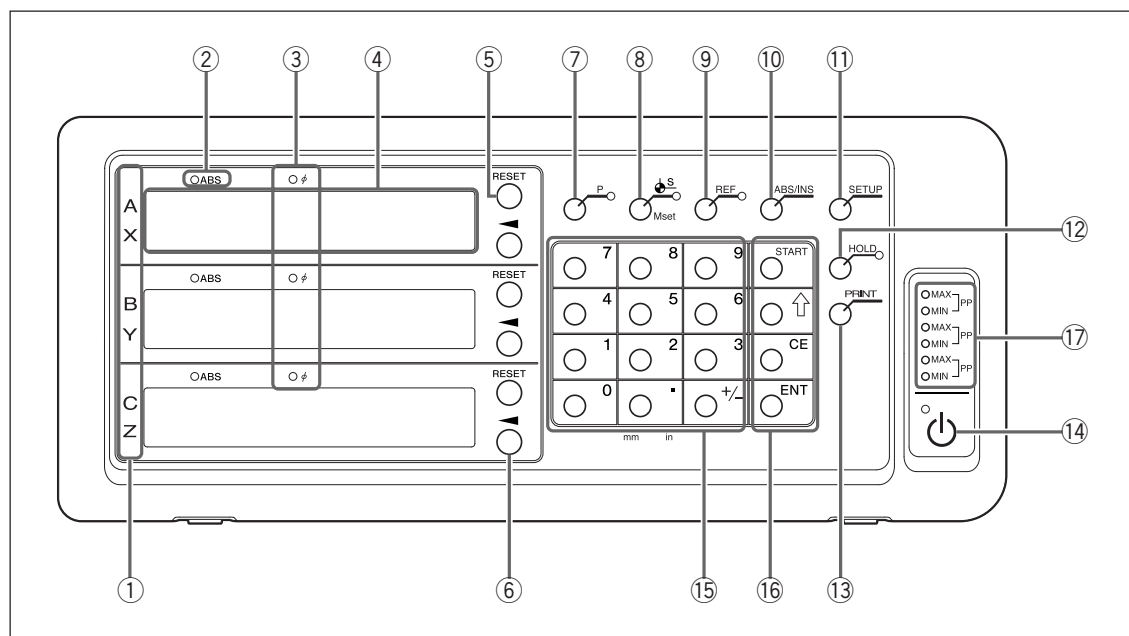 ② ③ ④ ⑤ ⑦ ⑧ ⑨ ⑩ ⑪
ABS ϕ RESET
A
X
P S Mset REF ABS/INS SETUP
HOLD ⑫
PRINT
ABS ϕ RESET
B
Y
ABS ϕ RESET
C
Z
7 8 9 START
4 5 6
1 2 3 CE
0 . +/− ENT
mm in
MAX
MIN PP
MAX
MIN PP
MAX
MIN PP
⑰
⑭
① ⑥ ⑮ ⑯ ⑬